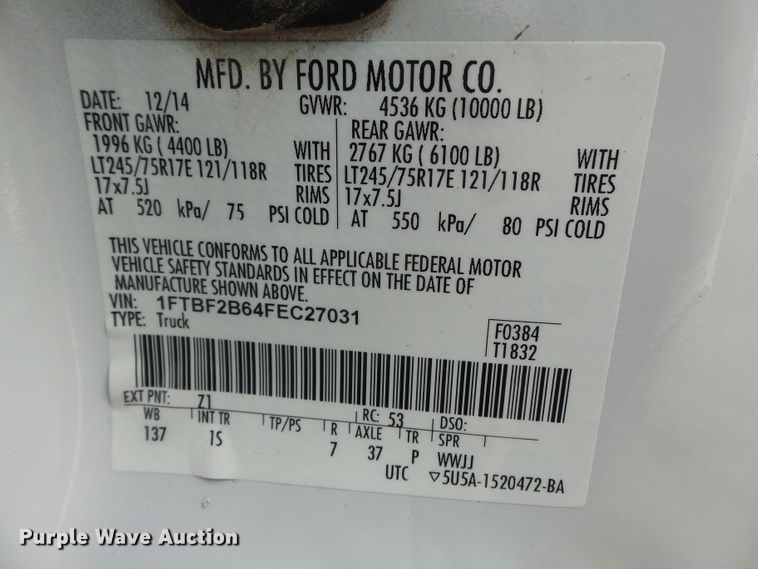 MFD. BY FORD MOTOR CO.
DATE: 12/14 GVWR: 4536 KG (10000 LB)
FRONT GAWR: REAR GAWR:
1996 KG ( 4400 LB) WITH 2767 KG ( 6100 LB) WITH
LT245/75R17E 121/118R TIRES LT245/75R17E 121/118R TIRES
17x7.5J RIMS 17x7.5J RIMS
AT 520 kPa/ 75 PSI COLD AT 550 kPa/ 80 PSI COLD
THIS VEHICLE CONFORMS TO ALL APPLICABLE FEDERAL MOTOR
VEHICLE SAFETY STANDARDS IN EFFECT ON THE DATE OF
MANUFACTURE SHOWN ABOVE.
VIN: 1FTBF2B64FEC27031
TYPE: Truck
F0384
T1832
EXT PNT: Z1 RC: 53 DSO:
WB INT TR TP/PS R AXLE TR SPR
137 1S 7 37 P WWJJ
UTC ▽5U5A-1520472-BA
Purple Wave Auction